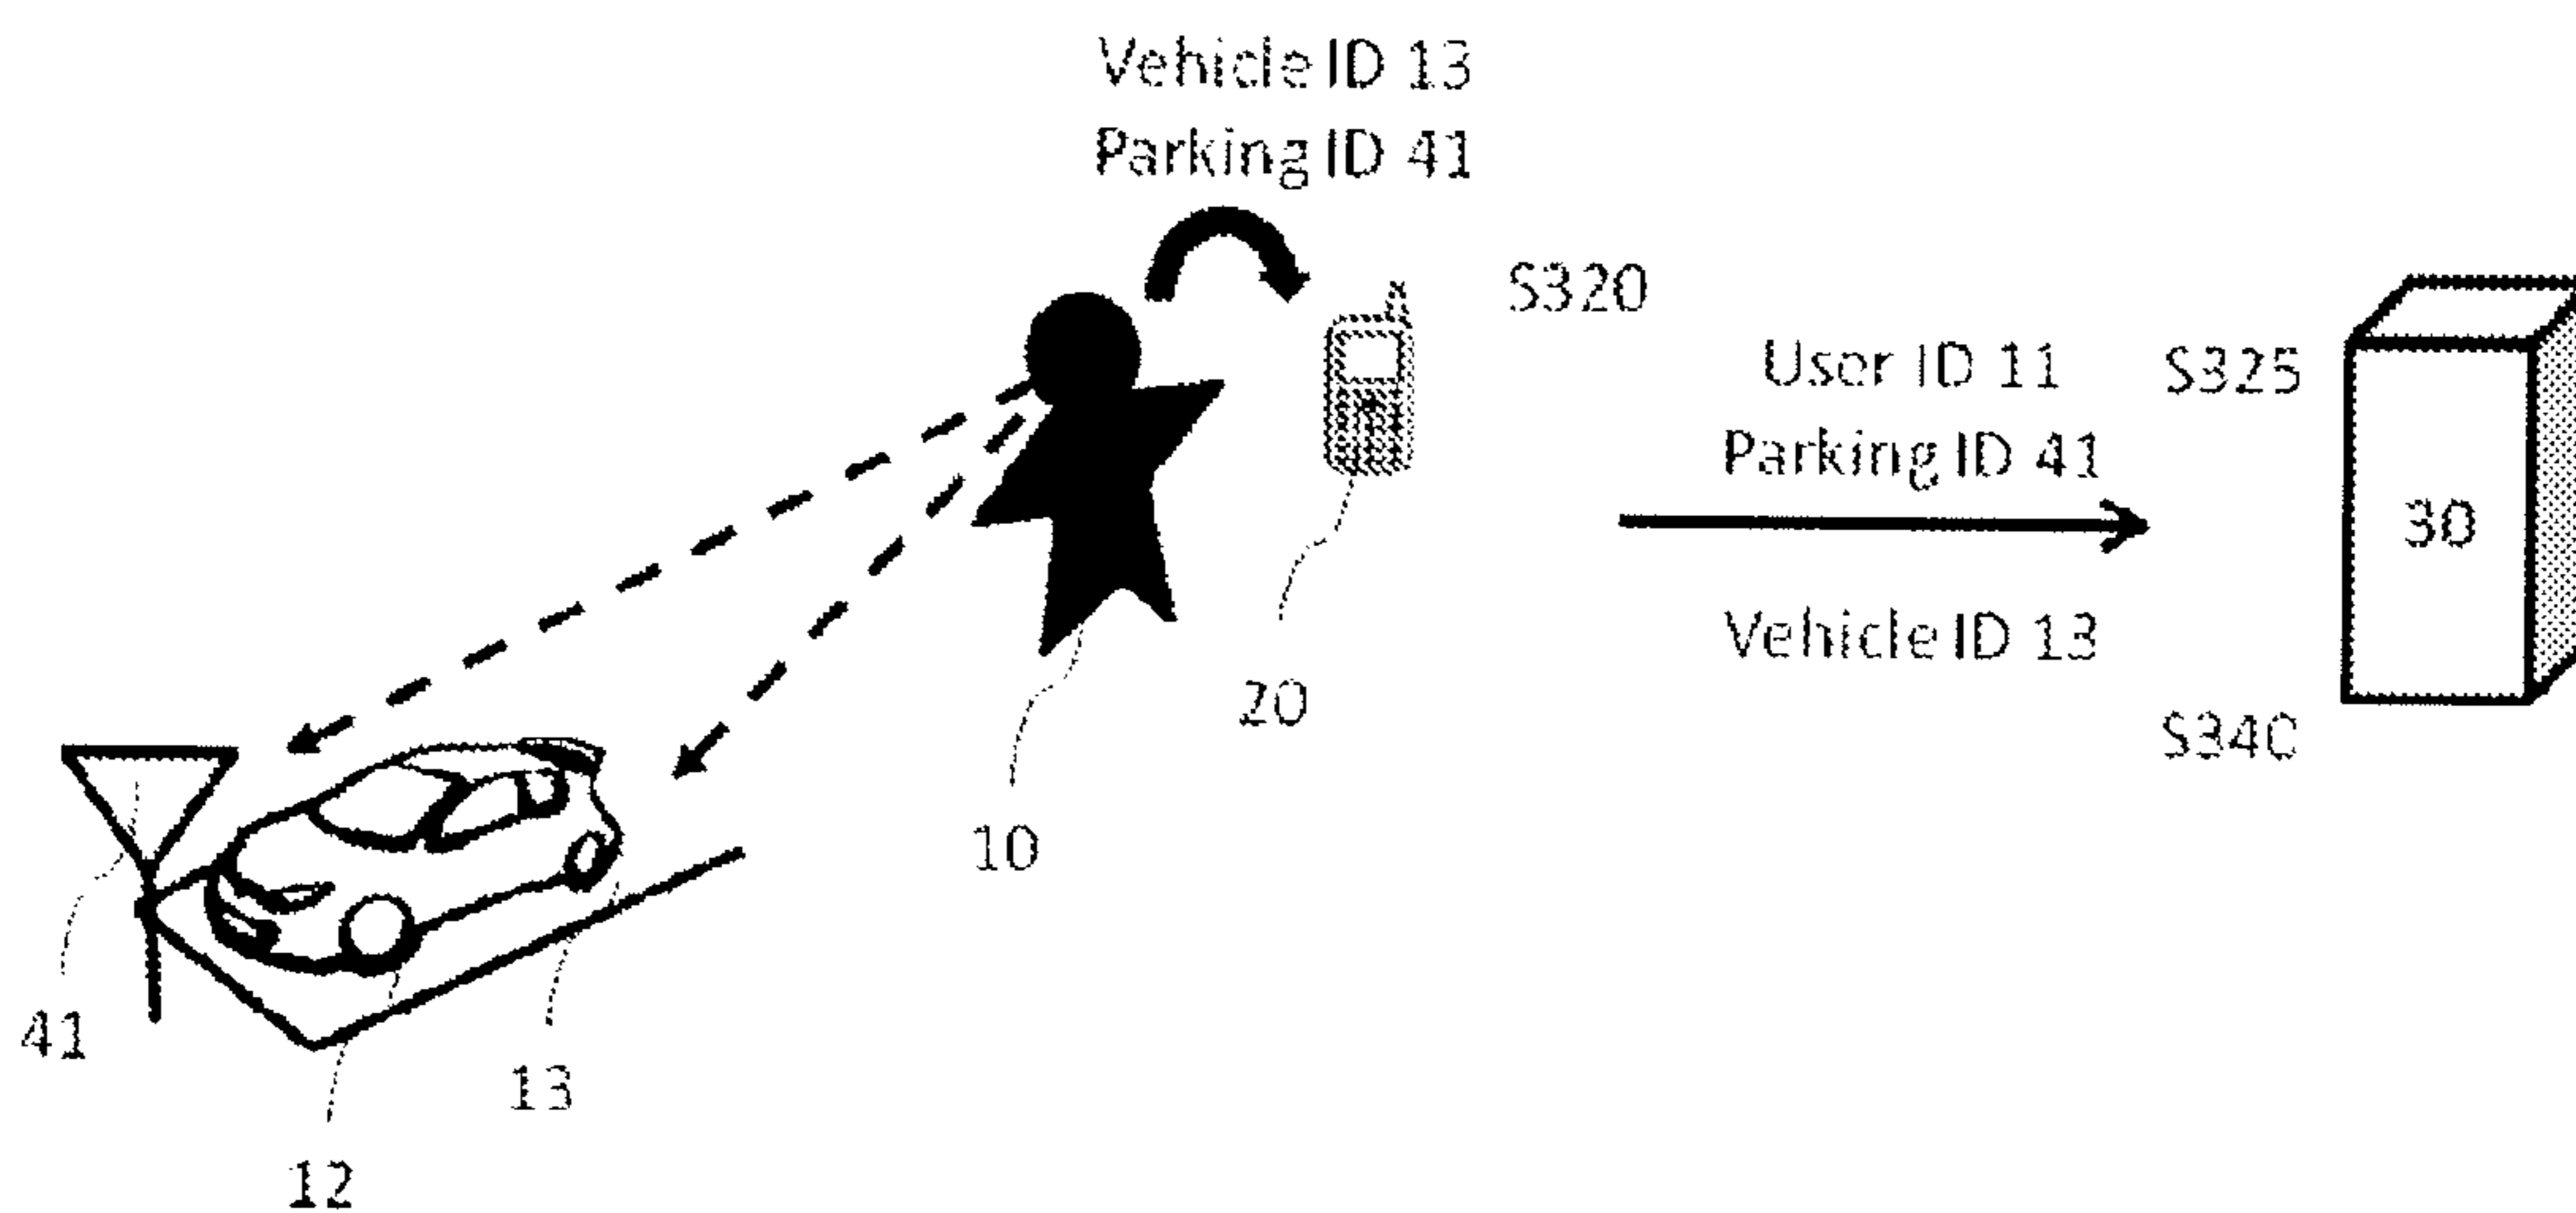 Vehicle ID 13
Parking ID 41
S320
User ID 11
S325
Parking ID 41
30
Vehicle ID 13
20
S340
10
41
13
12